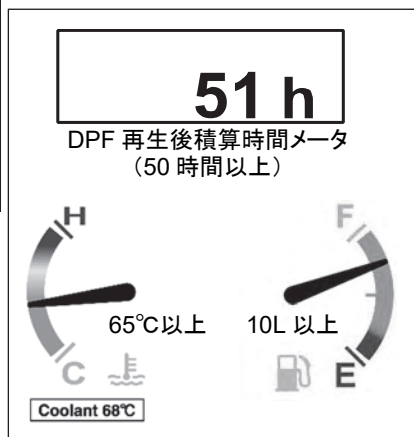 51 h
DPF 再生後積算時間メータ
（50 時間以上）
H
F
65℃以上
10L 以上
C
E
Coolant 68℃